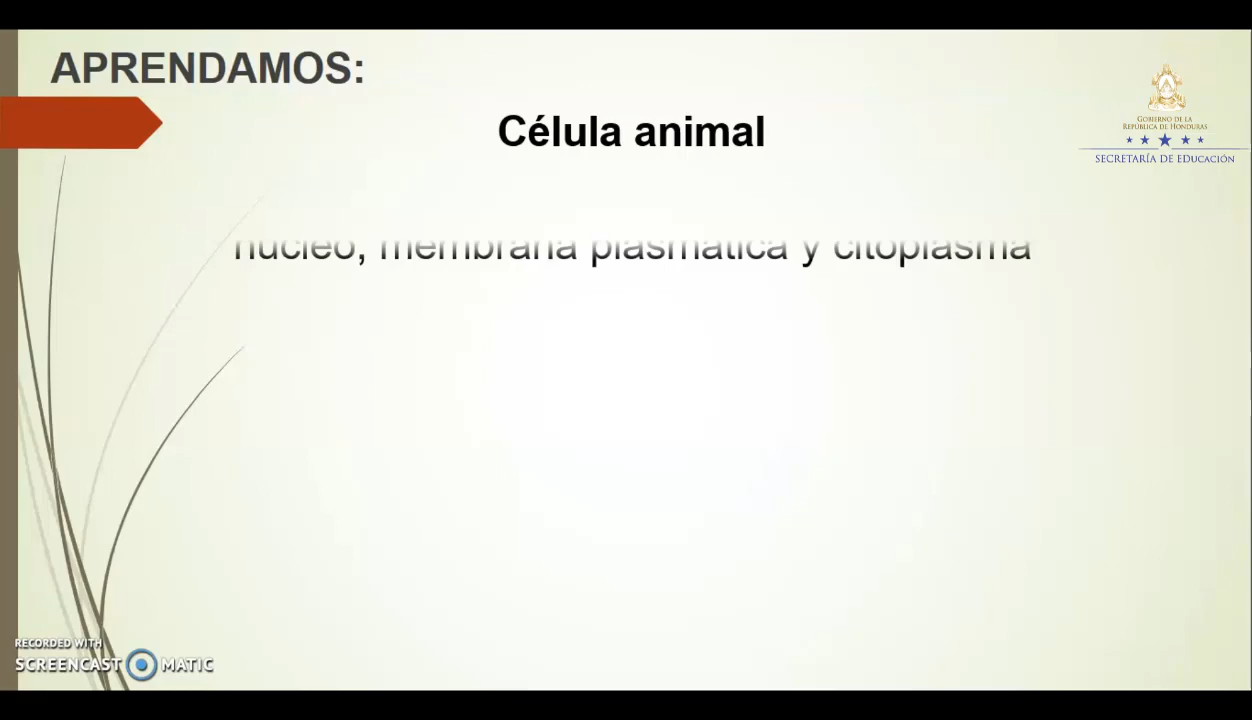 APRENDAMOS:
Célula animal
GOBIERNO DE LA
REPÚBLICA DE HONDURAS
SECRETARÍA DE EDUCACIÓN
núcleo, membrana plasmática y citoplasma
RECORDED WITH
SCREENCAST MATIC